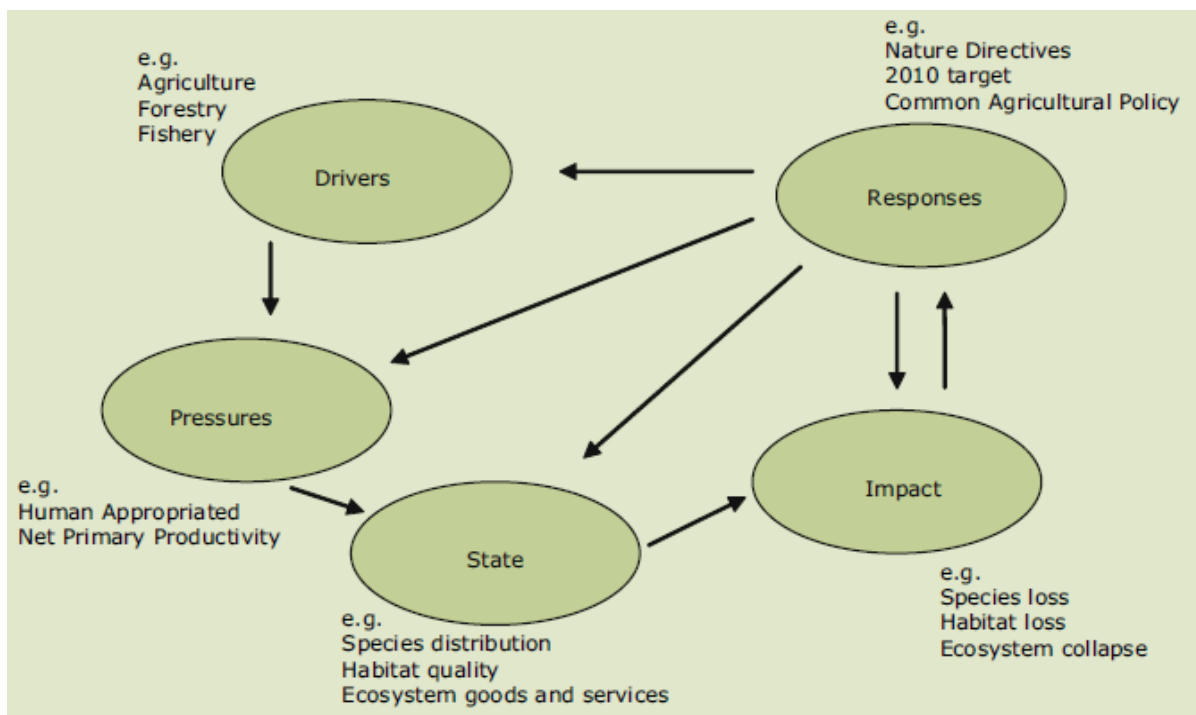 e.g.
Agriculture
Forestry
Fishery
Drivers
e.g.
Nature Directives
2010 target
Common Agricultural Policy
Responses
Pressures
e.g.
Human Appropriated
Net Primary Productivity
State
e.g.
Species distribution
Habitat quality
Ecosystem goods and services
Impact
e.g.
Species loss
Habitat loss
Ecosystem collapse